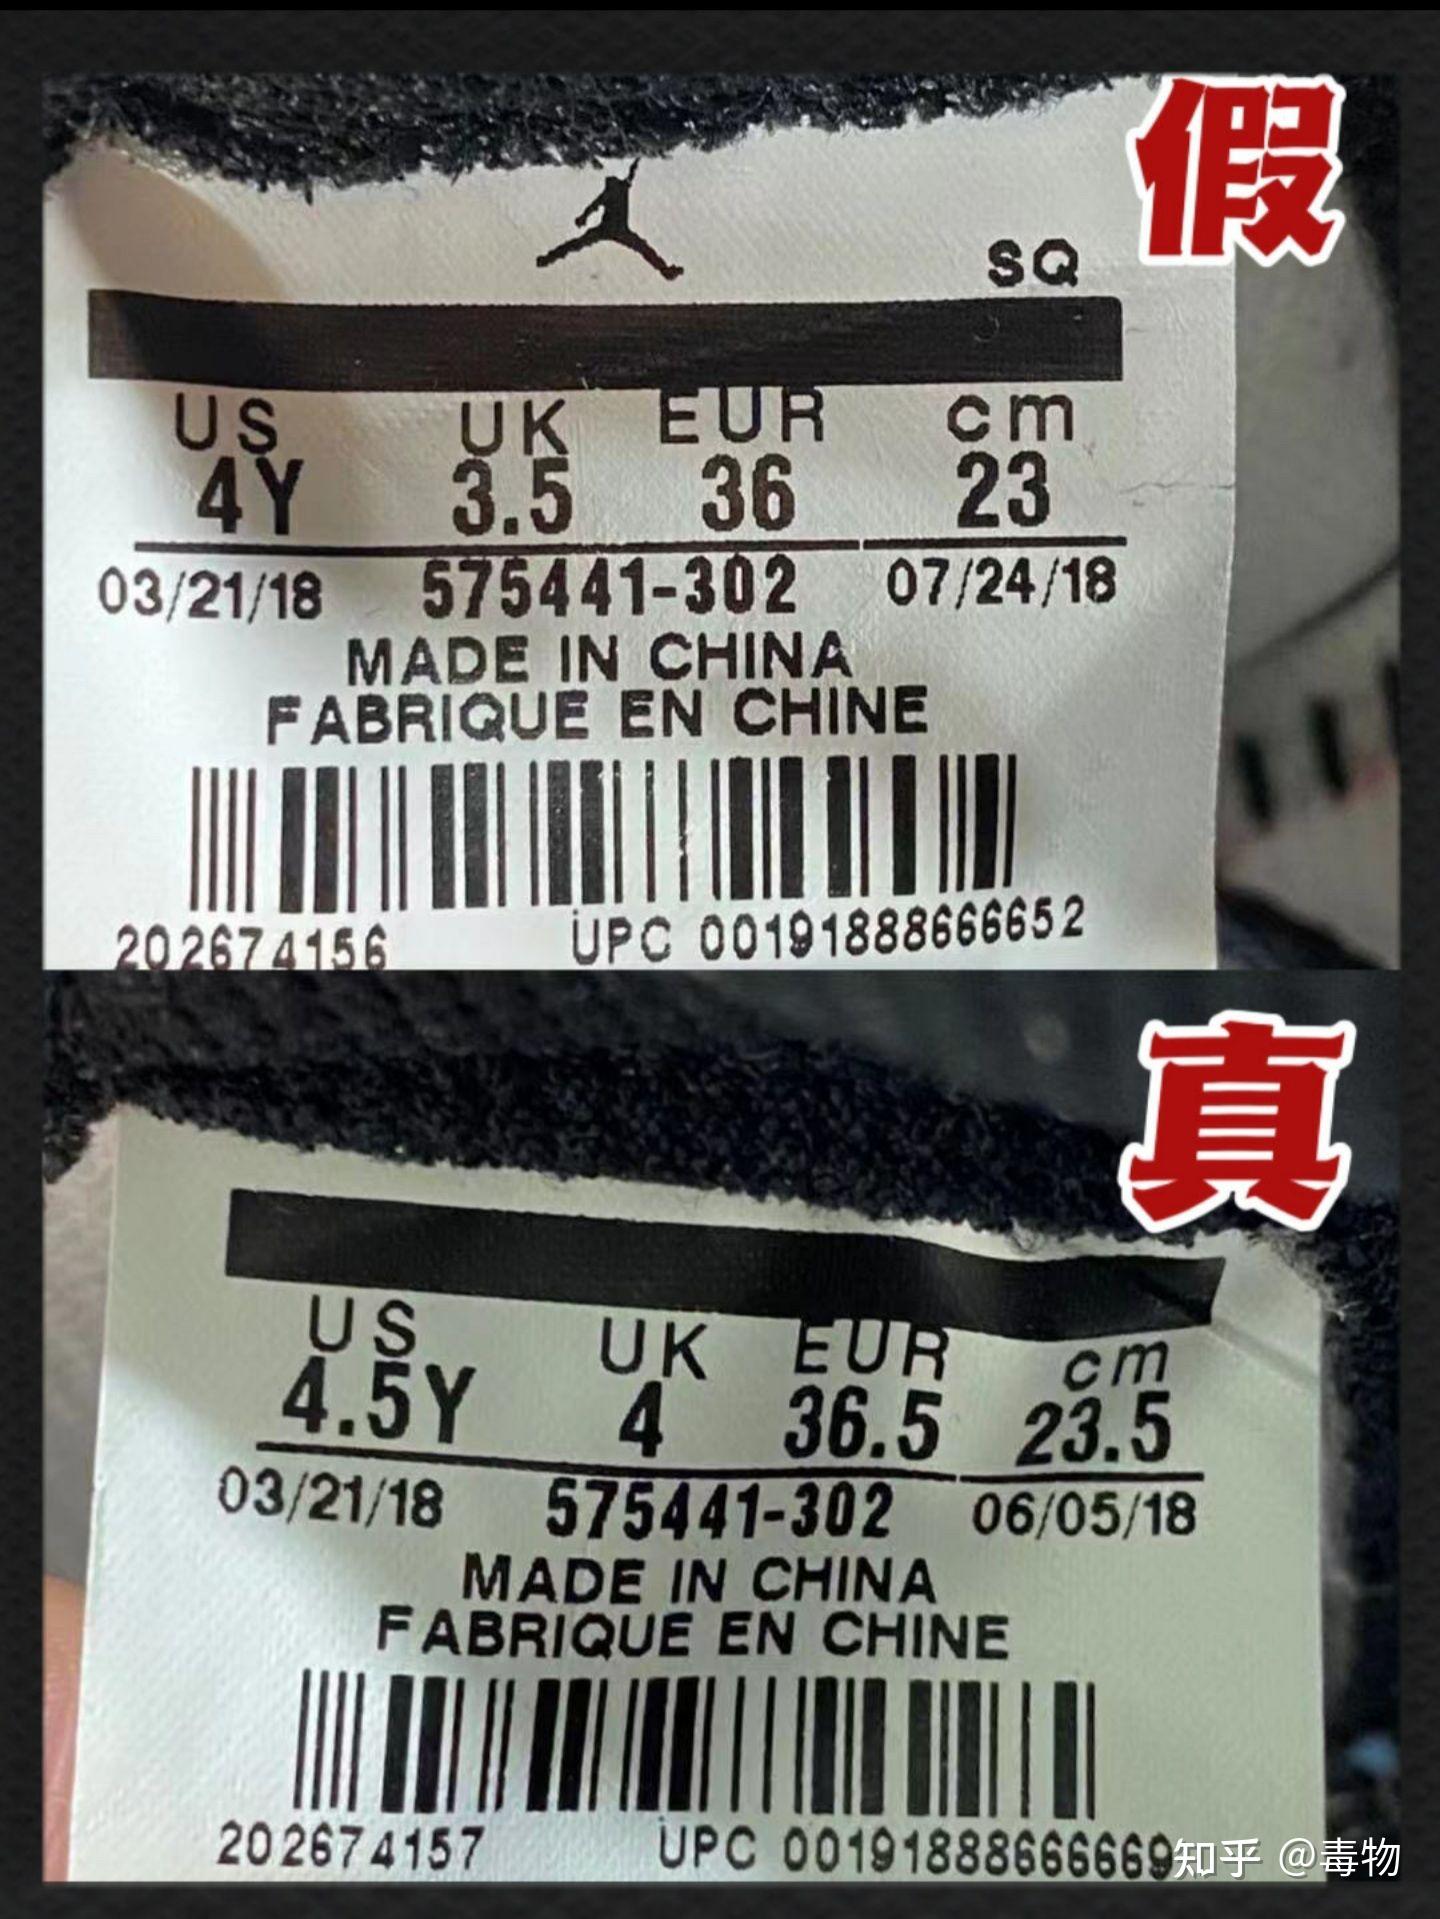 假
SQ
US UK EUR cm
4Y 3.5 36 23
03/21/18 575441-302 07/24/18
MADE IN CHINA
FABRIQUE EN CHINE
202674156 UPC 00191888666652
真
US UK EUR cm
4.5Y 4 36.5 23.5
03/21/18 575441-302 06/05/18
MADE IN CHINA
FABRIQUE EN CHINE
202674157 UPC 00191888666669
知乎 @毒物